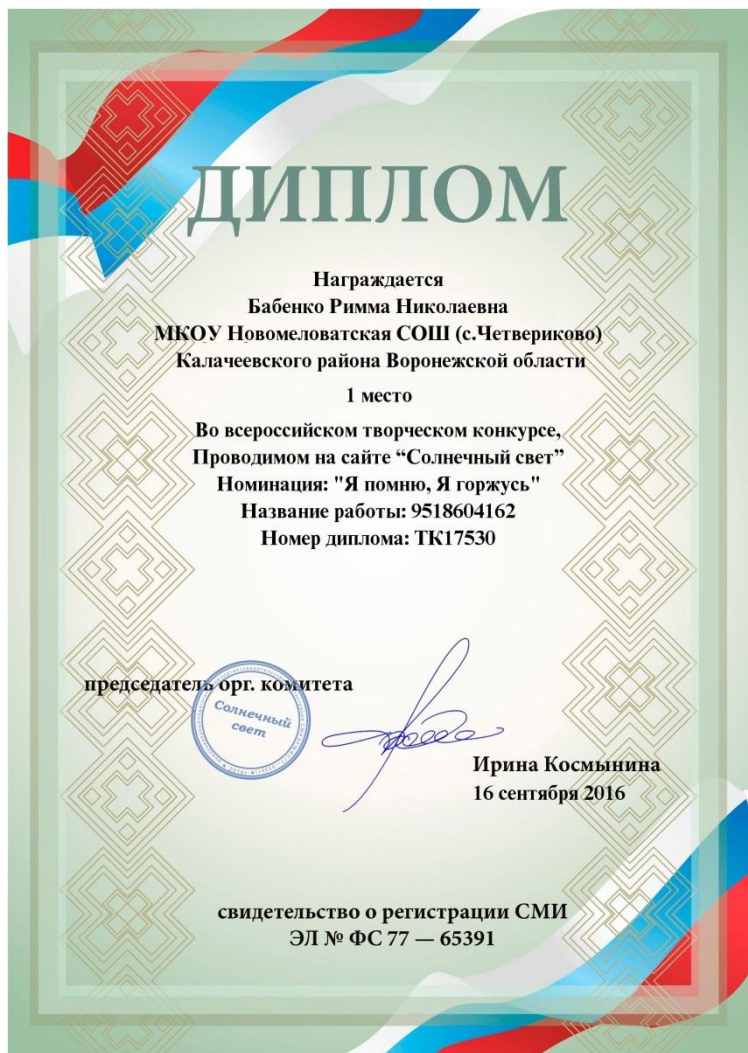 ДИПЛОМ
Награждается
Бабенко Римма Николаевна
МКОУ Новомеловатская СОШ (с.Четвериково)
Калачеевского района Воронежской области
1 место
Во всероссийском творческом конкурсе,
Проводимом на сайте “Солнечный свет”
Номинация: "Я помню, Я горжусь"
Название работы: 9518604162
Номер диплома: ТК17530
председатель орг. комитета
Солнечный
свет
Ирина Космынина
16 сентября 2016
свидетельство о регистрации СМИ
ЭЛ № ФС 77 — 65391